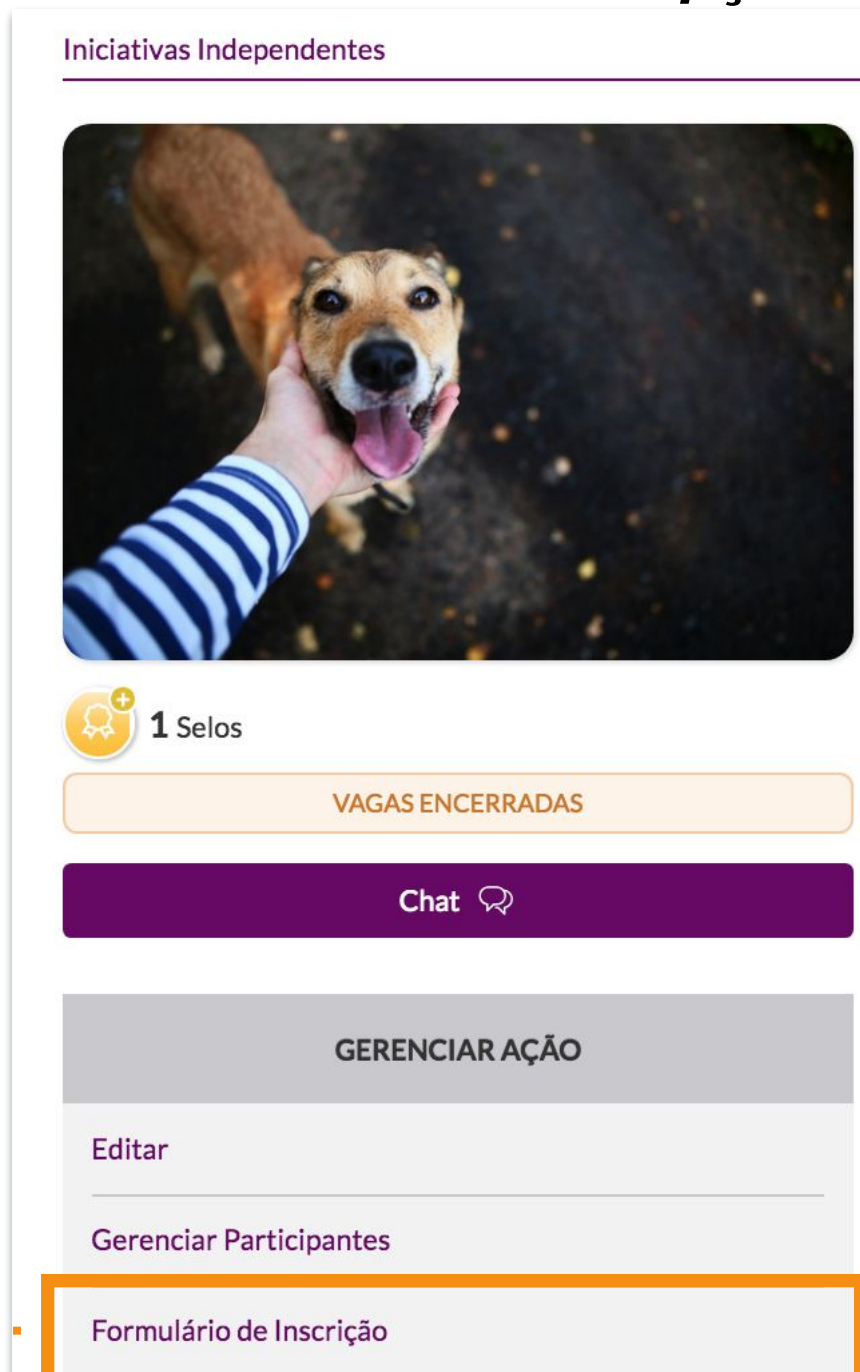 Iniciativas Independentes
1 Selos
VAGAS ENCERRADAS
Chat
GERENCIAR AÇÃO
Editar
Gerenciar Participantes
Formulário de Inscrição